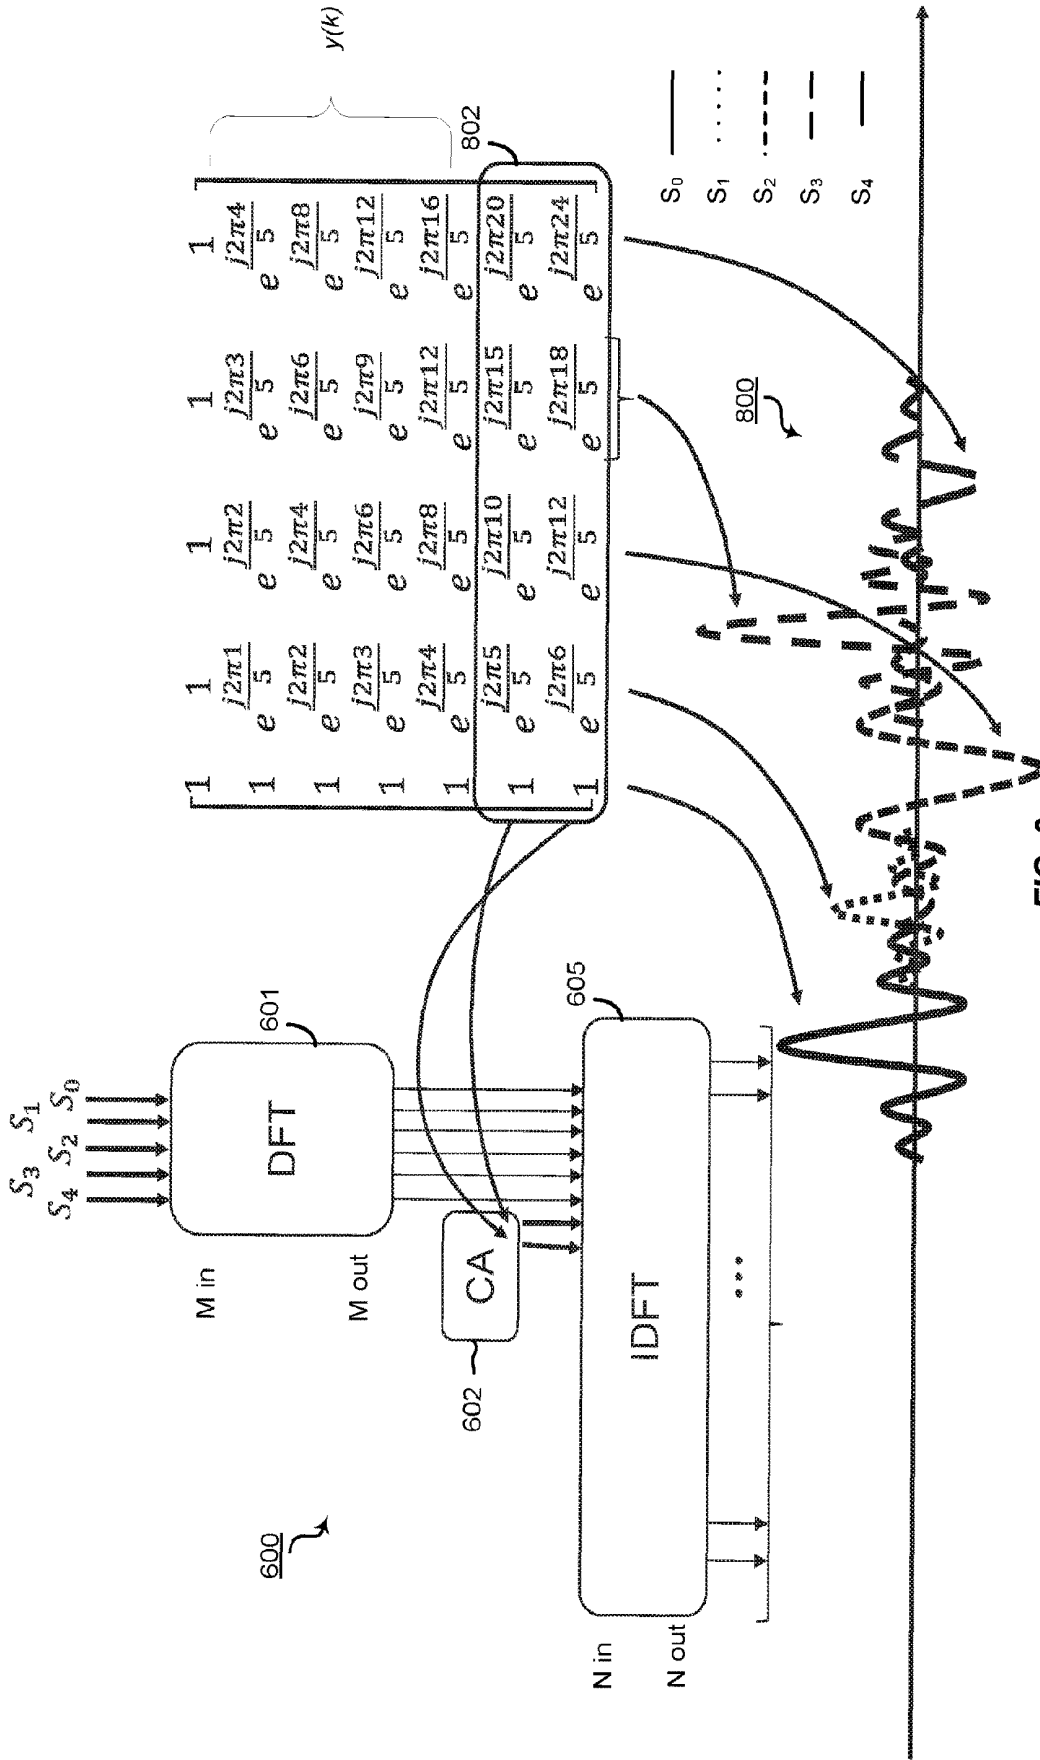 600
S₄ S₃ S₂ S₁ S₀
M in
DFT
601
M out
CA
602
N in
IDFT
605
N out
...
1 1 1 1 1
1 e^(j2π1/5) e^(j2π2/5) e^(j2π3/5) e^(j2π4/5)
1 e^(j2π2/5) e^(j2π4/5) e^(j2π6/5) e^(j2π8/5)
1 e^(j2π3/5) e^(j2π6/5) e^(j2π9/5) e^(j2π12/5)
1 e^(j2π4/5) e^(j2π8/5) e^(j2π12/5) e^(j2π16/5)
1 e^(j2π5/5) e^(j2π10/5) e^(j2π15/5) e^(j2π20/5)
1 e^(j2π6/5) e^(j2π12/5) e^(j2π18/5) e^(j2π24/5)
y(k)
802
800
S₀
S₁
S₂
S₃
S₄
FIG.